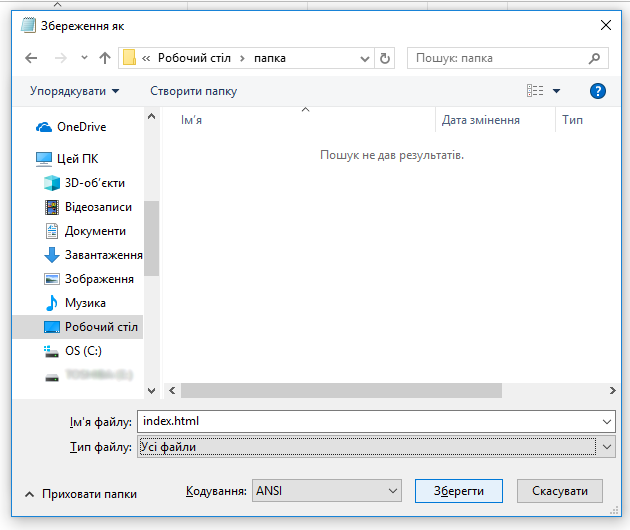 Збереження як
« Робочий стіл › папка
Пошук: папка
Упорядкувати
Створити папку
?
Ім'я
Дата змінення
Тип
Пошук не дав результатів.
OneDrive
Цей ПК
3D-об'єкти
Відеозаписи
Документи
Завантаження
Зображення
Музика
Робочий стіл
OS (C:)
Ім'я файлу: index.html
Тип файлу: Усі файли
Приховати папки
Кодування: ANSI
Зберегти
Скасувати